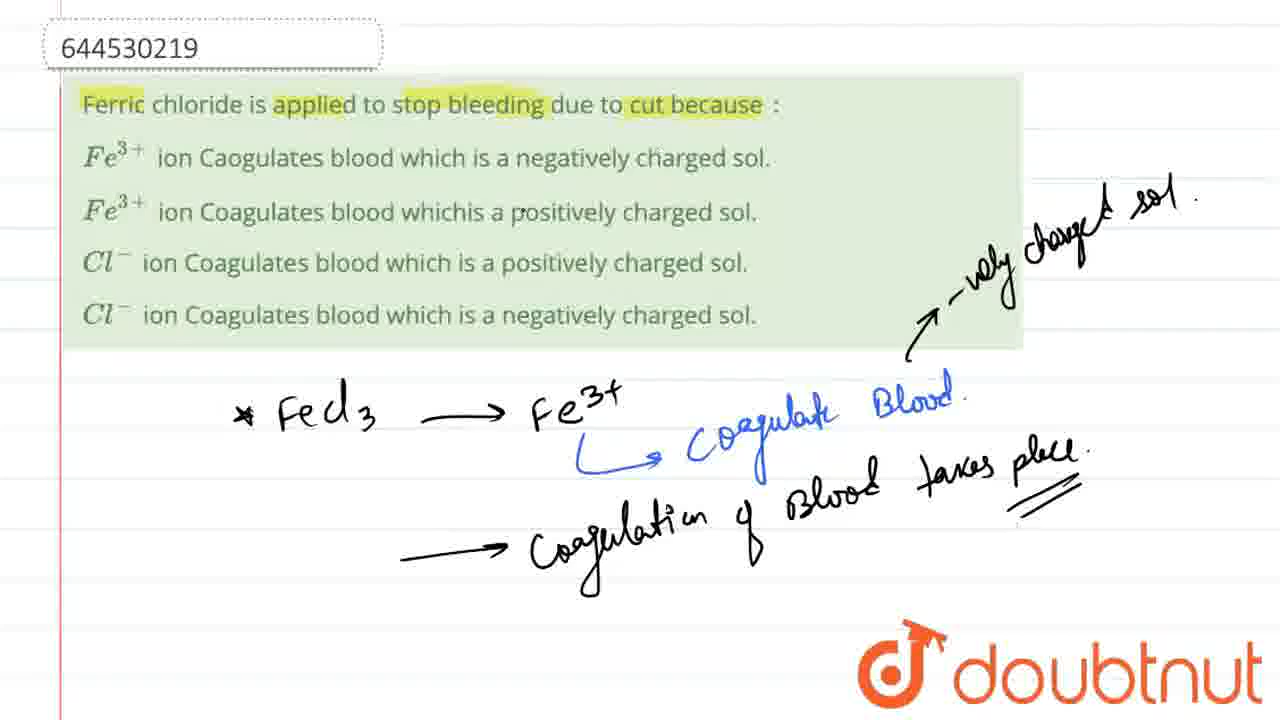 644530219
Ferric chloride is applied to stop bleeding due to cut because :
Fe³⁺ ion Caogulates blood which is a negatively charged sol.
Fe³⁺ ion Coagulates blood whichis a positively charged sol.
Cl⁻ ion Coagulates blood which is a positively charged sol.
Cl⁻ ion Coagulates blood which is a negatively charged sol.
-vely charged sol.
* FeCl₃ → Fe³⁺
Coagulate Blood.
→ Coagulation of Blood takes place.
doubtnut